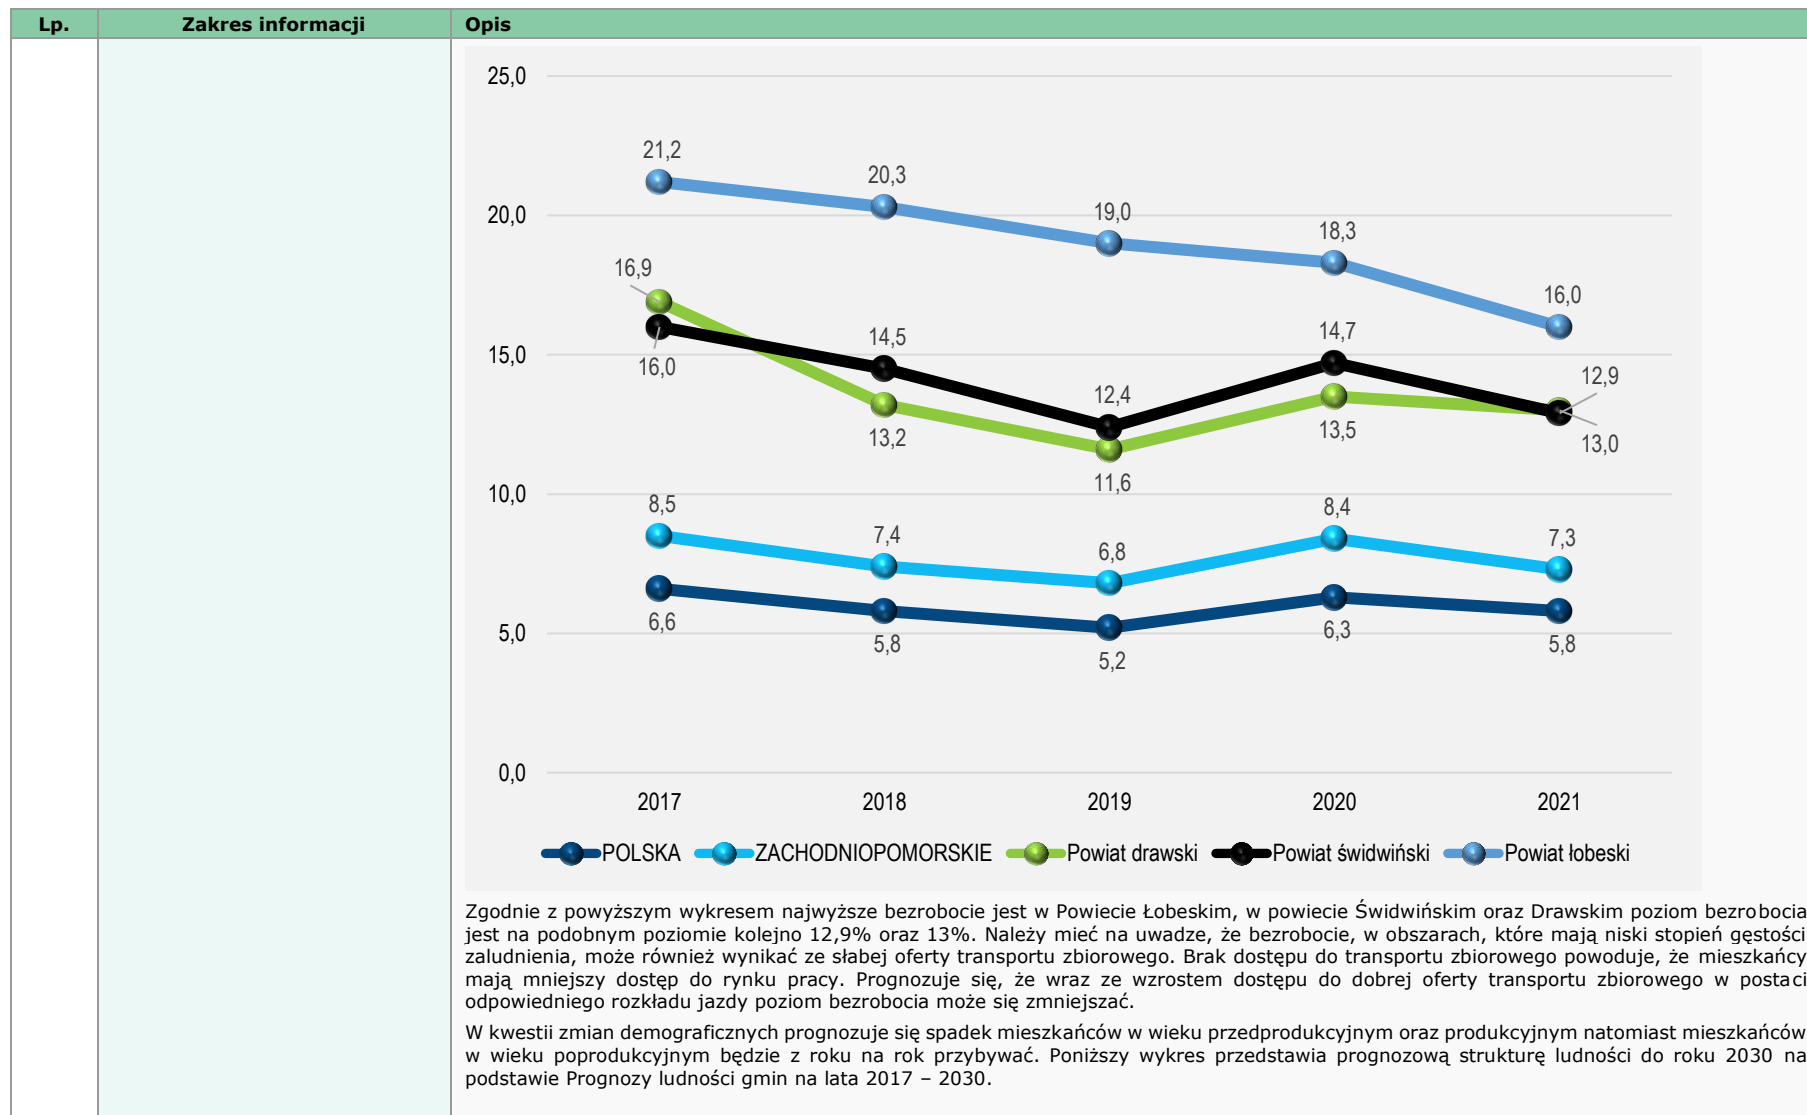 Lp. Zakres informacji Opis
25,0
20,0
15,0
10,0
5,0
0,0
21,2 20,3 19,0 18,3 16,0
16,9 13,2 11,6 13,5 13,0
16,0 14,5 12,4 14,7 12,9
8,5 7,4 6,8 8,4 7,3
6,6 5,8 5,2 6,3 5,8
2017 2018 2019 2020 2021
POLSKA ZACHODNIOPOMORSKIE Powiat drawski Powiat świdwiński Powiat łobeski
Zgodnie z powyższym wykresem najwyższe bezrobocie jest w Powiecie Łobeskim, w powiecie Świdwińskim oraz Drawskim poziom bezrobocia
jest na podobnym poziomie kolejno 12,9% oraz 13%. Należy mieć na uwadze, że bezrobocie, w obszarach, które mają niski stopień gęstości
zaludnienia, może również wynikać ze słabej oferty transportu zbiorowego. Brak dostępu do transportu zbiorowego powoduje, że mieszkańcy
mają mniejszy dostęp do rynku pracy. Prognozuje się, że wraz ze wzrostem dostępu do dobrej oferty transportu zbiorowego w postaci
odpowiedniego rozkładu jazdy poziom bezrobocia może się zmniejszać.
W kwestii zmian demograficznych prognozuje się spadek mieszkańców w wieku przedprodukcyjnym oraz produkcyjnym natomiast mieszkańców
w wieku poprodukcyjnym będzie z roku na rok przybywać. Poniższy wykres przedstawia prognozową strukturę ludności do roku 2030 na
podstawie Prognozy ludności gmin na lata 2017 – 2030.